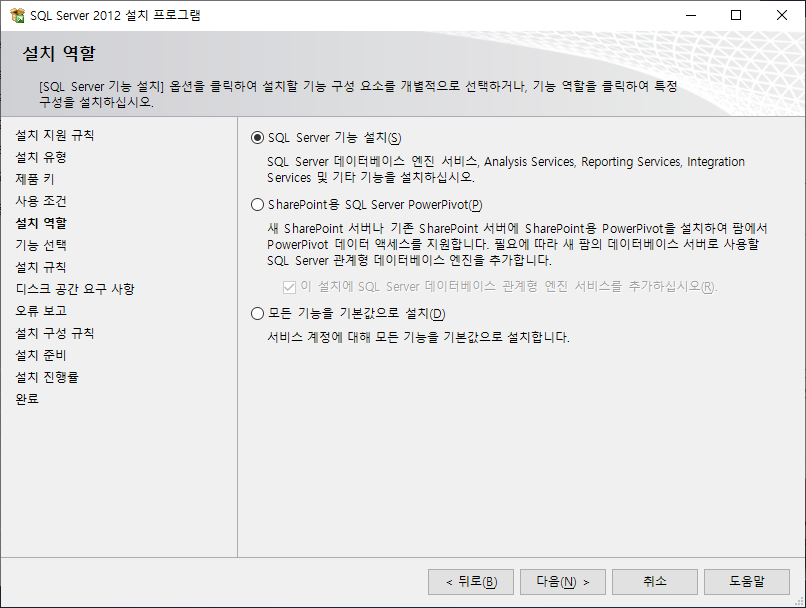 SQL Server 2012 설치 프로그램
설치 역할
[SQL Server 기능 설치] 옵션을 클릭하여 설치할 기능 구성 요소를 개별적으로 선택하거나, 기능 역할을 클릭하여 특정
구성을 설치하십시오.
설치 지원 규칙
설치 유형
제품 키
사용 조건
설치 역할
기능 선택
설치 규칙
디스크 공간 요구 사항
오류 보고
설치 구성 규칙
설치 준비
설치 진행률
완료
SQL Server 기능 설치(S)
SQL Server 데이터베이스 엔진 서비스, Analysis Services, Reporting Services, Integration
Services 및 기타 기능을 설치하십시오.
SharePoint용 SQL Server PowerPivot(P)
새 SharePoint 서버나 기존 SharePoint 서버에 SharePoint용 PowerPivot을 설치하여 팜에서
PowerPivot 데이터 액세스를 지원합니다. 필요에 따라 새 팜의 데이터베이스 서버로 사용할
SQL Server 관계형 데이터베이스 엔진을 추가합니다.
이 설치에 SQL Server 데이터베이스 관계형 엔진 서비스를 추가하십시오(R).
모든 기능을 기본값으로 설치(D)
서비스 계정에 대해 모든 기능을 기본값으로 설치합니다.
< 뒤로(B) 다음(N) > 취소 도움말